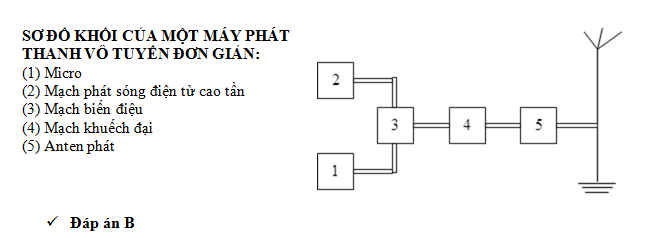 SƠ ĐỒ KHỐI CỦA MỘT MÁY PHÁT
THANH VÔ TUYẾN ĐƠN GIẢN:
(1) Micro
(2) Mạch phát sóng điện từ cao tần
(3) Mạch biến điệu
(4) Mạch khuếch đại
(5) Anten phát
2
3
4
5
1
✓ Đáp án B